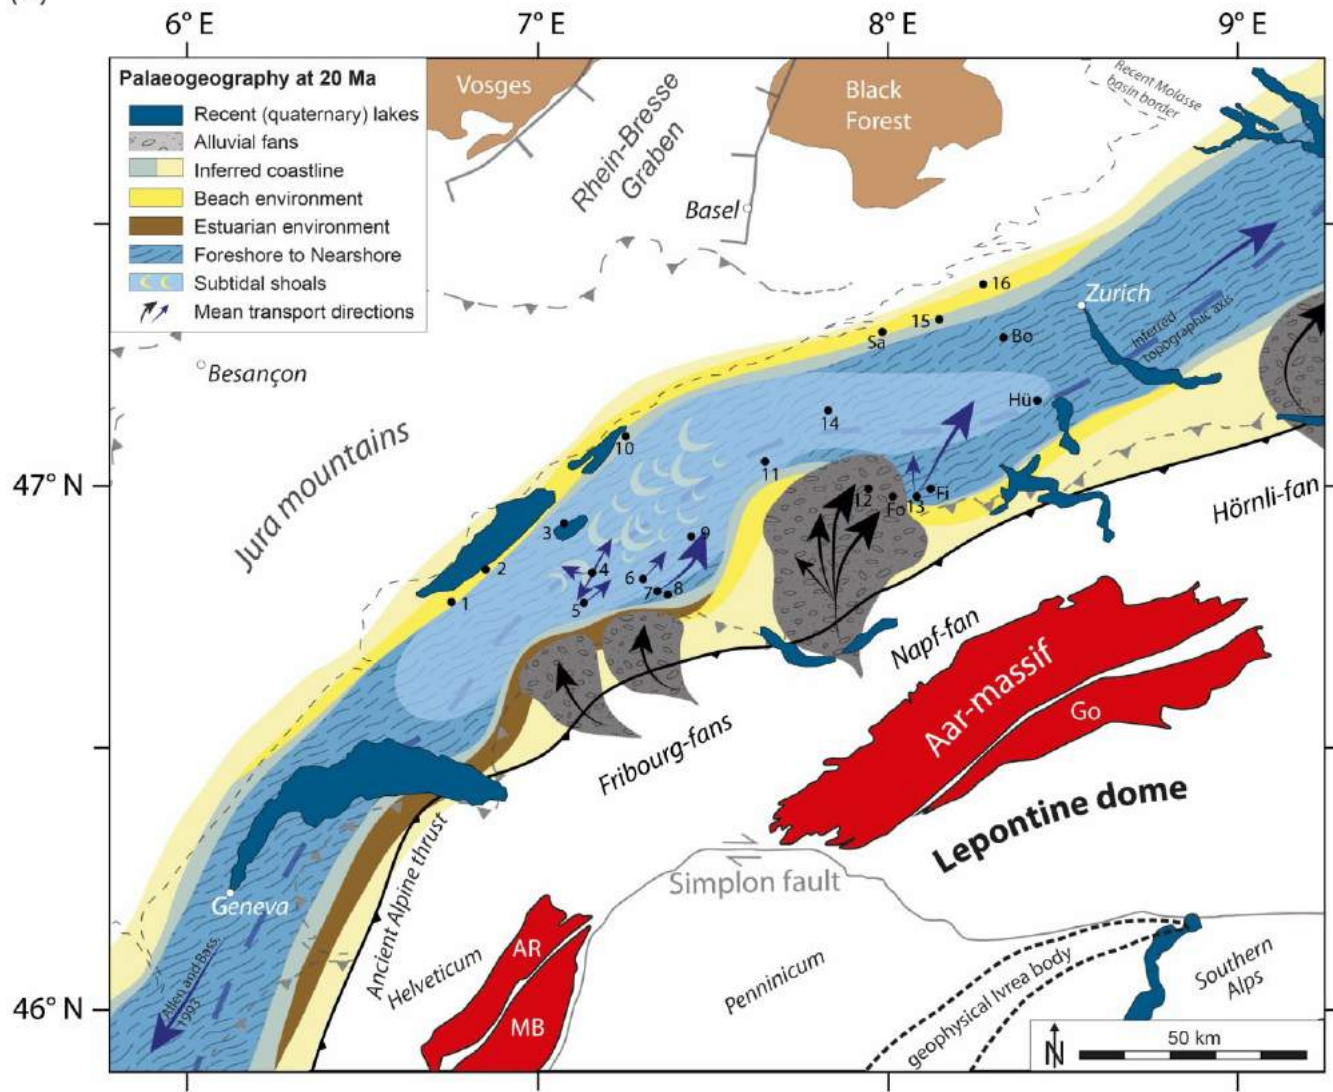 6° E
7° E
8° E
9° E
Palaeogeography at 20 Ma
Recent (quaternary) lakes
Alluvial fans
Inferred coastline
Beach environment
Estuarian environment
Foreshore to Nearshore
Subtidal shoals
Mean transport directions
Vosges
Rhein-Bresse
Graben
Black
Forest
Recent Molasse
basin border
Basel
Besançon
Jura mountains
Zurich
Inferred
topographic axis
16
15
Sa
Bo
Hü
14
10
11
12
Fo
13
Fi
3
9
4
6
2
7
8
5
1
47° N
46° N
Hörnli-fan
Napf-fan
Fribourg-fans
Aar-massif
Go
Lepontine dome
Simplon fault
Ancient Alpine thrust
Geneva
Allen and Bass
1993
Helveticum
AR
MB
Penninicum
geophysical Ivrea body
Southern
Alps
N
50 km